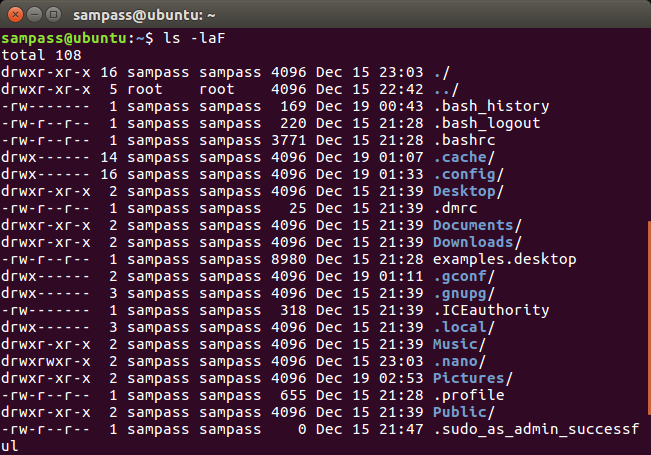 sampass@ubuntu: ~
sampass@ubuntu:~$ ls -laF
total 108
drwxr-xr-x 16 sampass sampass 4096 Dec 15 23:03 ./
drwxr-xr-x  5 root    root    4096 Dec 15 22:42 ../
-rw-------  1 sampass sampass  169 Dec 19 00:43 .bash_history
-rw-r--r--  1 sampass sampass  220 Dec 15 21:28 .bash_logout
-rw-r--r--  1 sampass sampass 3771 Dec 15 21:28 .bashrc
drwx------ 14 sampass sampass 4096 Dec 19 01:07 .cache/
drwx------ 16 sampass sampass 4096 Dec 19 01:33 .config/
drwxr-xr-x  2 sampass sampass 4096 Dec 15 21:39 Desktop/
-rw-r--r--  1 sampass sampass   25 Dec 15 21:39 .dmrc
drwxr-xr-x  2 sampass sampass 4096 Dec 15 21:39 Documents/
drwxr-xr-x  2 sampass sampass 4096 Dec 15 21:39 Downloads/
-rw-r--r--  1 sampass sampass 8980 Dec 15 21:28 examples.desktop
drwx------  2 sampass sampass 4096 Dec 19 01:11 .gconf/
drwx------  3 sampass sampass 4096 Dec 15 21:39 .gnupg/
-rw-------  1 sampass sampass  318 Dec 15 21:39 .ICEauthority
drwx------  3 sampass sampass 4096 Dec 15 21:39 .local/
drwxr-xr-x  2 sampass sampass 4096 Dec 15 21:39 Music/
drwxrwxr-x  2 sampass sampass 4096 Dec 15 23:03 .nano/
drwxr-xr-x  2 sampass sampass 4096 Dec 19 02:53 Pictures/
-rw-r--r--  1 sampass sampass  655 Dec 15 21:28 .profile
drwxr-xr-x  2 sampass sampass 4096 Dec 15 21:39 Public/
-rw-r--r--  1 sampass sampass    0 Dec 15 21:47 .sudo_as_admin_successf
ul